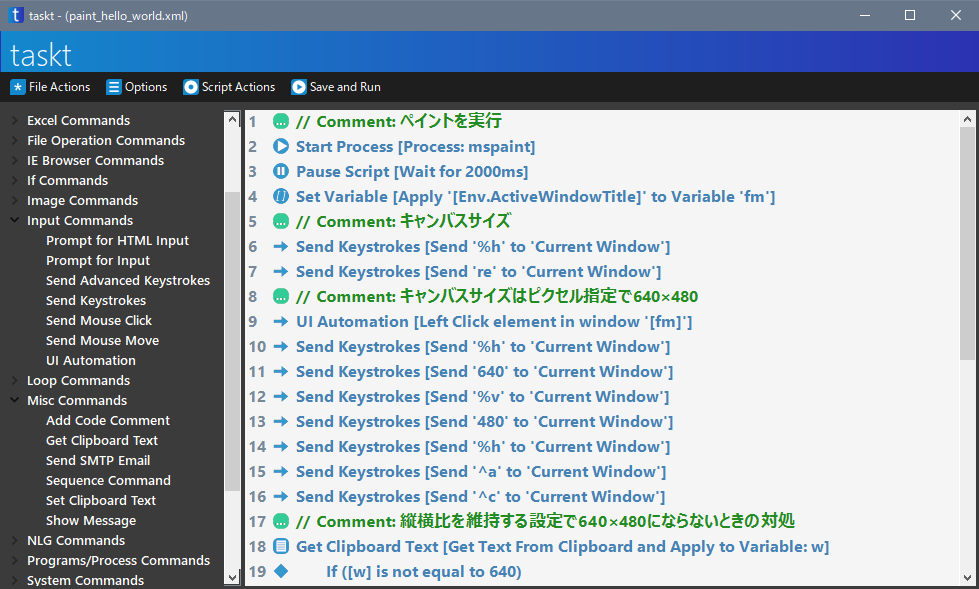 taskt - (paint_hello_world.xml)
taskt
File Actions Options Script Actions Save and Run
Excel Commands
File Operation Commands
IE Browser Commands
If Commands
Image Commands
Input Commands
Prompt for HTML Input
Prompt for Input
Send Advanced Keystrokes
Send Keystrokes
Send Mouse Click
Send Mouse Move
UI Automation
Loop Commands
Misc Commands
Add Code Comment
Get Clipboard Text
Send SMTP Email
Sequence Command
Set Clipboard Text
Show Message
NLG Commands
Programs/Process Commands
System Commands
1 // Comment: ペイントを実行
2 Start Process [Process: mspaint]
3 Pause Script [Wait for 2000ms]
4 Set Variable [Apply '[Env.ActiveWindowTitle]' to Variable 'fm']
5 // Comment: キャンバスサイズ
6 Send Keystrokes [Send '%h' to 'Current Window']
7 Send Keystrokes [Send 're' to 'Current Window']
8 // Comment: キャンバスサイズはピクセル指定で640×480
9 UI Automation [Left Click element in window '[fm]']
10 Send Keystrokes [Send '%h' to 'Current Window']
11 Send Keystrokes [Send '640' to 'Current Window']
12 Send Keystrokes [Send '%v' to 'Current Window']
13 Send Keystrokes [Send '480' to 'Current Window']
14 Send Keystrokes [Send '%h' to 'Current Window']
15 Send Keystrokes [Send '^a' to 'Current Window']
16 Send Keystrokes [Send '^c' to 'Current Window']
17 // Comment: 縦横比を維持する設定で640×480にならないときの対処
18 Get Clipboard Text [Get Text From Clipboard and Apply to Variable: w]
19 If ([w] is not equal to 640)